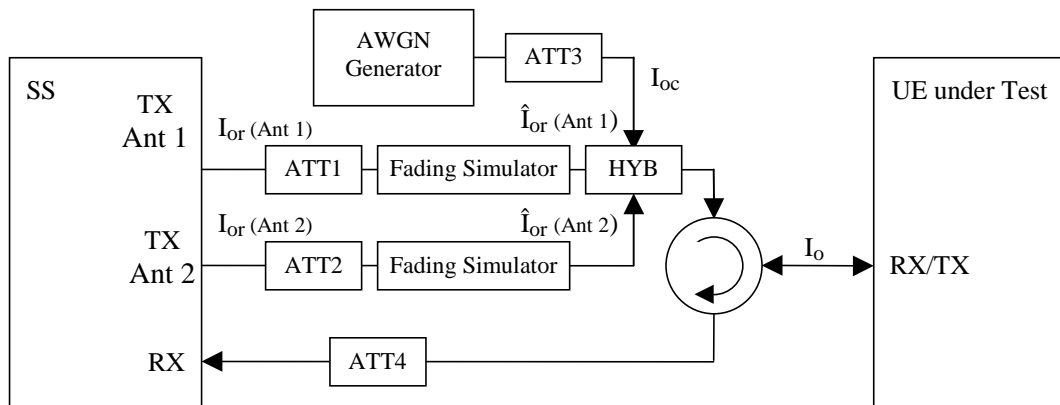 AWGN
Generator
ATT3
SS
I_oc
UE under Test
TX
Ant 1
I_or (Ant 1)
Î_or (Ant 1)
ATT1
Fading Simulator
HYB
TX
Ant 2
I_or (Ant 2)
Î_or (Ant 2)
ATT2
Fading Simulator
I_o
RX/TX
RX
ATT4